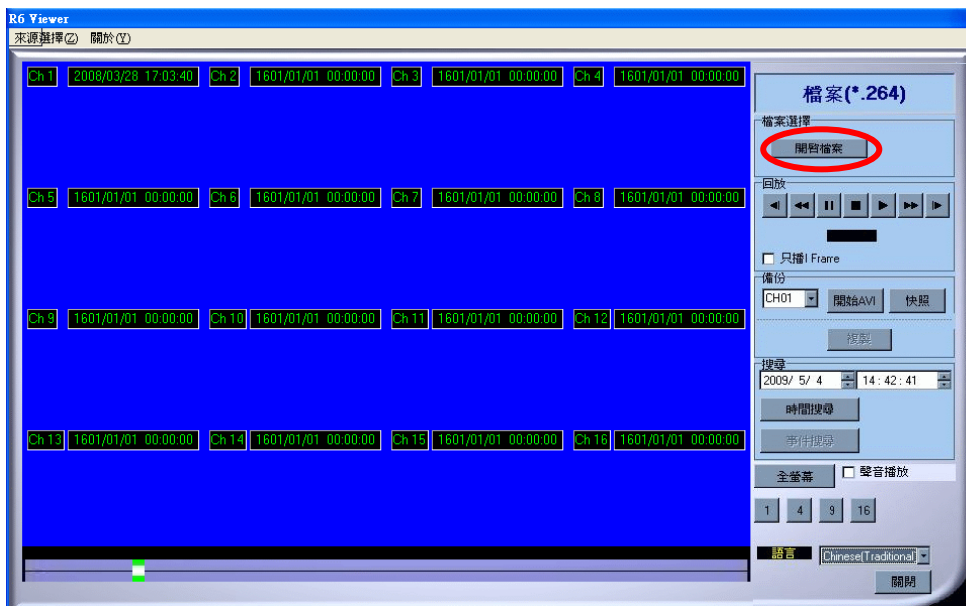 R6 Viewer
來源選擇(Z) 關於(Y)
Ch 1 2008/03/28 17:03:40 Ch 2 1601/01/01 00:00:00 Ch 3 1601/01/01 00:00:00 Ch 4 1601/01/01 00:00:00
Ch 5 1601/01/01 00:00:00 Ch 6 1601/01/01 00:00:00 Ch 7 1601/01/01 00:00:00 Ch 8 1601/01/01 00:00:00
Ch 9 1601/01/01 00:00:00 Ch 10 1601/01/01 00:00:00 Ch 11 1601/01/01 00:00:00 Ch 12 1601/01/01 00:00:00
Ch 13 1601/01/01 00:00:00 Ch 14 1601/01/01 00:00:00 Ch 15 1601/01/01 00:00:00 Ch 16 1601/01/01 00:00:00
檔案(*.264)
檔案選擇
開啟檔案
回放
只播I Frarre
備份
CH01 開始AVI 快照
複製
搜尋
2009/ 5/ 4 14:42:41
時間搜尋
事件搜尋
全螢幕 聲音播放
1 4 9 16
語言 Chinese(Traditional)
關閉